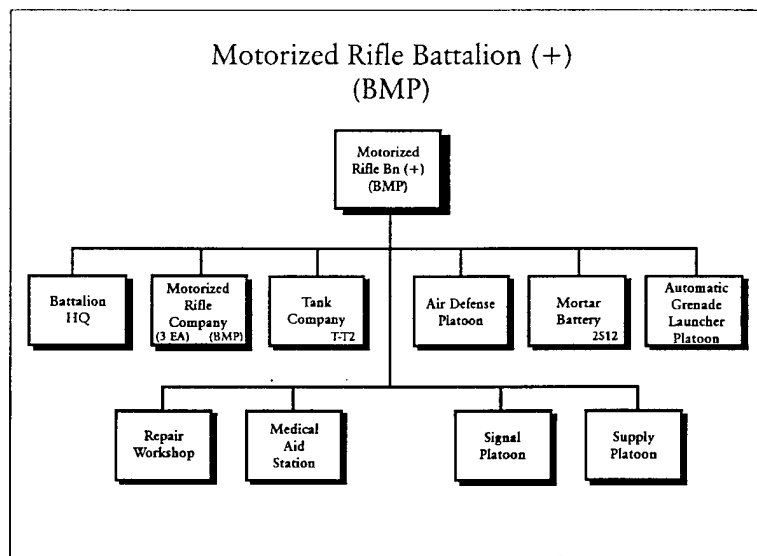 Motorized Rifle Battalion (+)
(BMP)
Motorized
Rifle Bn (+)
(BMP)
Battalion
HQ
Motorized
Rifle
Company
(3 EA) (BMP)
Tank
Company
T-T2
Air Defense
Platoon
Mortar
Battery
2S12
Automatic
Grenade
Launcher
Platoon
Repair
Workshop
Medical
Aid
Station
Signal
Platoon
Supply
Platoon